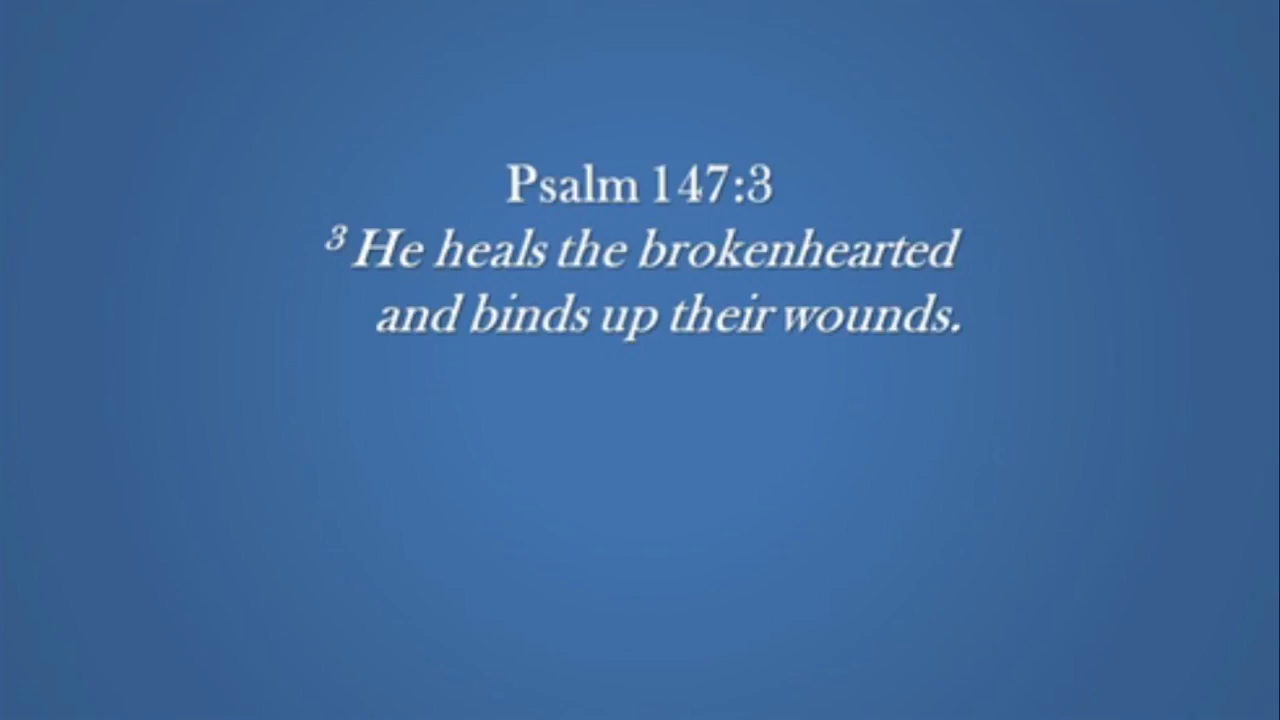 Psalm 147:3
³ He heals the brokenhearted
and binds up their wounds.